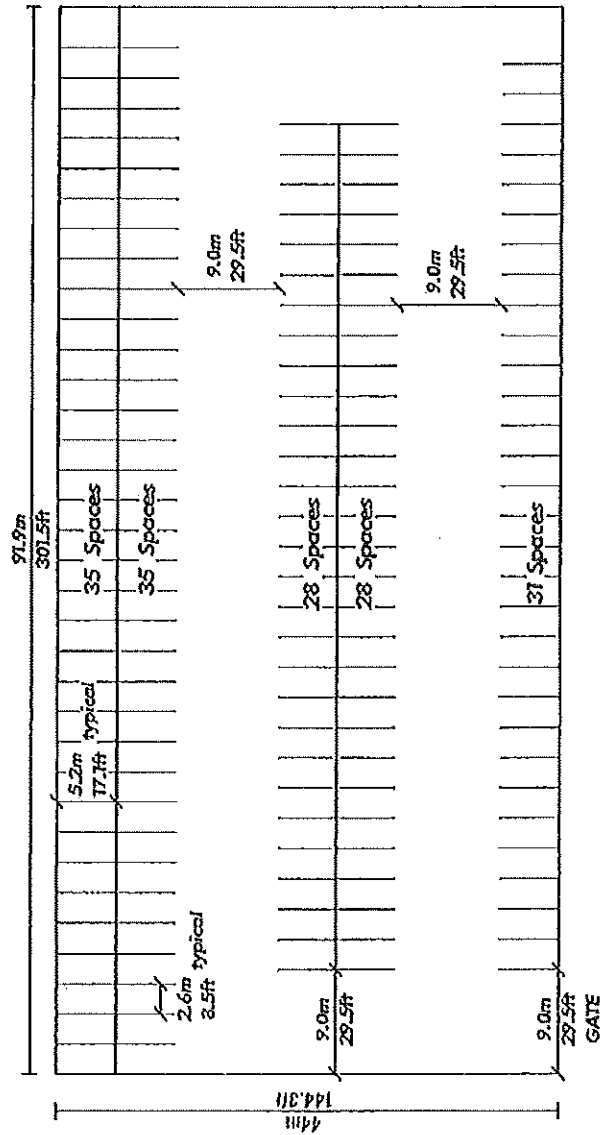 91.9m
301.5ft
35 Spaces
35 Spaces
5.2m typical
17.1ft
2.6m typical
8.5ft
9.0m
29.5ft
28 Spaces
28 Spaces
9.0m
29.5ft
9.0m
29.5ft
31 Spaces
9.0m
29.5ft
GATE
44m
144.3ft